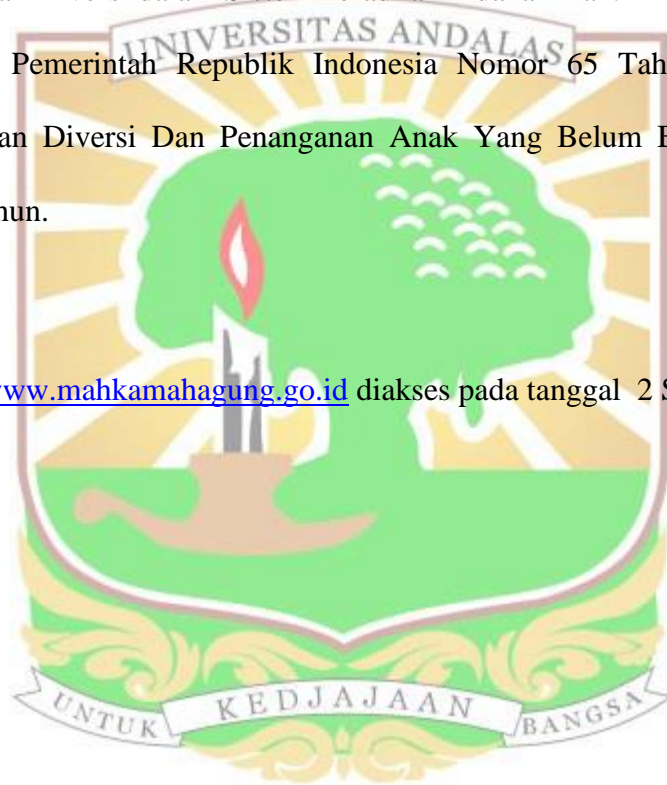 UNIVERSITAS ANDALAS
Pemerintah Republik Indonesia Nomor 65 Tah
an Diversi Dan Penanganan Anak Yang Belum B
hun.
www.mahkamahagung.go.id diakses pada tanggal 2 S
UNTUK KEDJAJAAN BANGSA